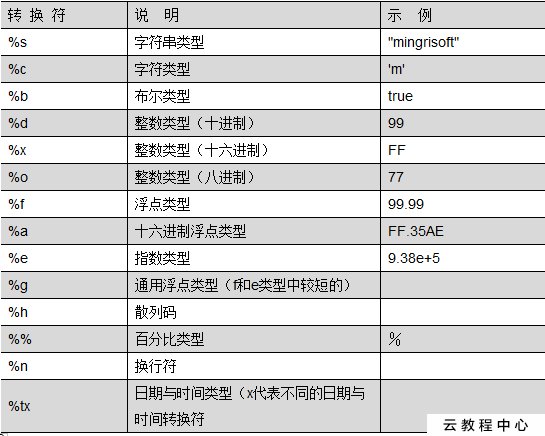 转 换 符 说 明 示 例
%s 字符串类型 "mingrisoft"
%c 字符类型 'm'
%b 布尔类型 true
%d 整数类型（十进制） 99
%x 整数类型（十六进制） FF
%o 整数类型（八进制） 77
%f 浮点类型 99.99
%a 十六进制浮点类型 FF.35AE
%e 指数类型 9.38e+5
%g 通用浮点类型（f和e类型中较短的）
%h 散列码
%% 百分比类型 ％
%n 换行符
%tx 日期与时间类型（x代表不同的日期与
时间转换符
云教程中心